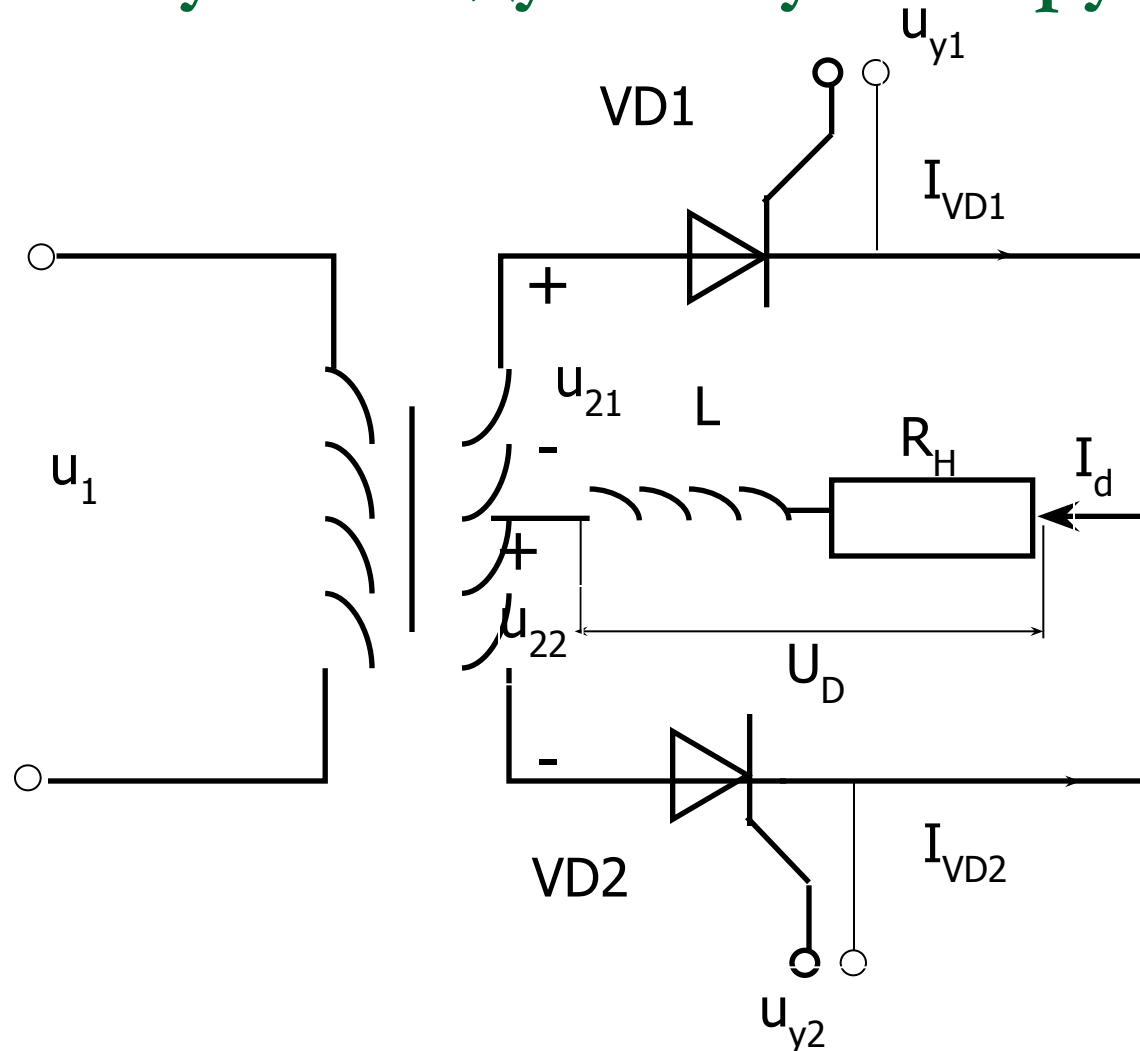 u_y1
VD1
I_VD1
+
u_21
L
R_H
-
I_d
u_1
+
u_22
U_D
-
I_VD2
VD2
u_y2